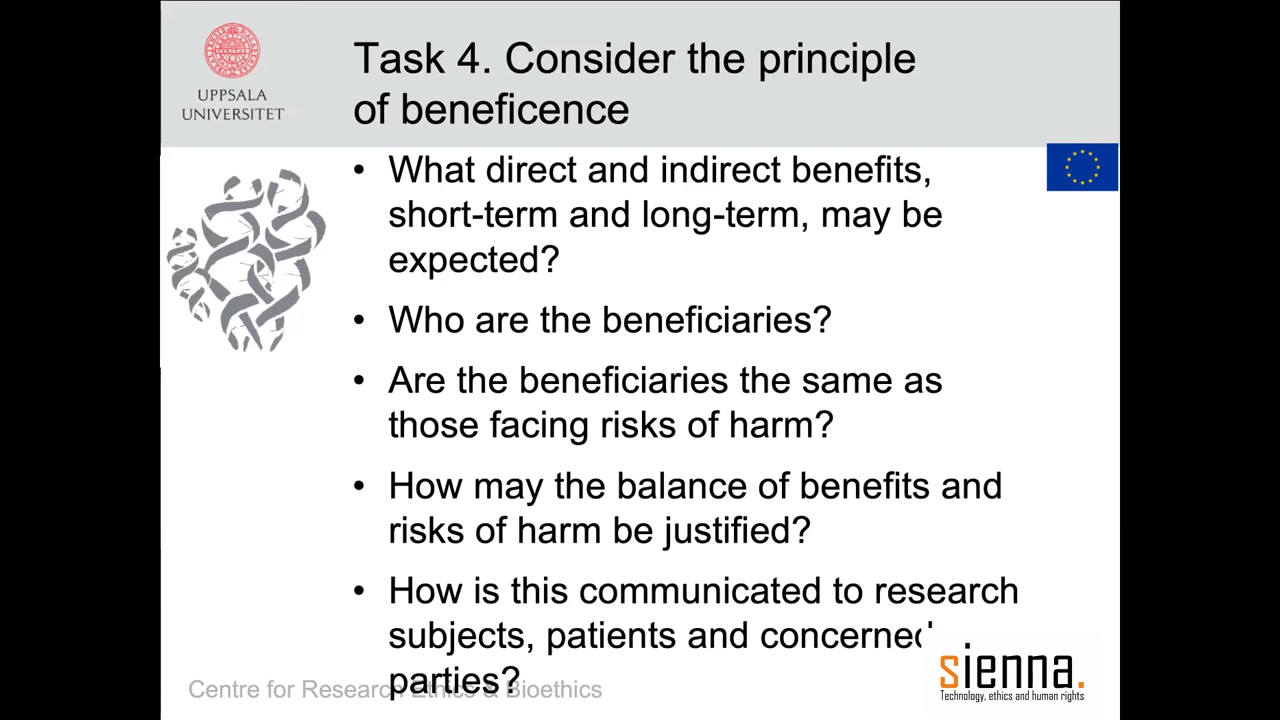 UPPSALA
UNIVERSITET
Task 4. Consider the principle
of beneficence
• What direct and indirect benefits,
short-term and long-term, may be
expected?
• Who are the beneficiaries?
• Are the beneficiaries the same as
those facing risks of harm?
• How may the balance of benefits and
risks of harm be justified?
• How is this communicated to research
subjects, patients and concerned
parties?
Centre for Research Ethics & Bioethics
sienna.
Technology, ethics and human rights